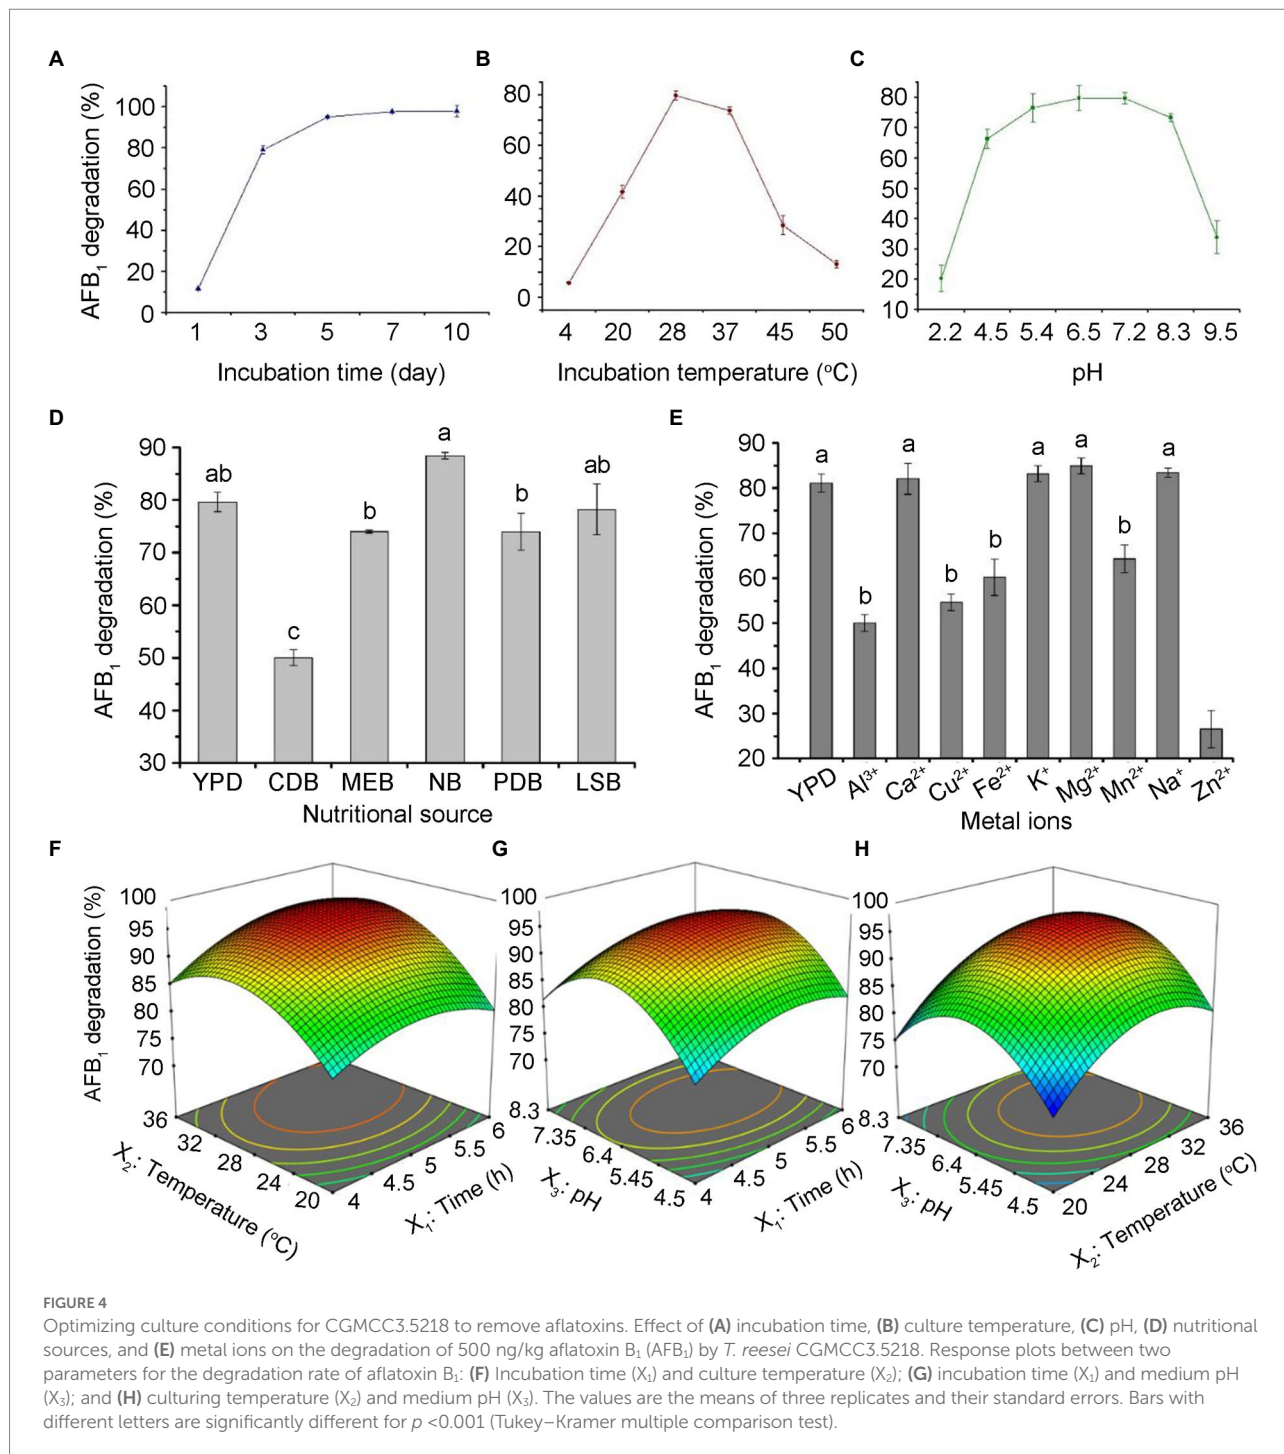 A
AFB₁ degradation (%)
100
80
60
40
20
0
1 3 5 7 10
Incubation time (day)
B
80
60
40
20
0
4 20 28 37 45 50
Incubation temperature (°C)
C
80
70
60
50
40
30
20
10
2.2 4.5 5.4 6.5 7.2 8.3 9.5
pH
D
AFB₁ degradation (%)
90
80
70
60
50
40
30
ab c b a b ab
YPD CDB MEB NB PDB LSB
Nutritional source
E
AFB₁ degradation (%)
90
80
70
60
50
40
30
20
a b a b b a a b a
YPD Al³⁺ Ca²⁺ Cu²⁺ Fe²⁺ K⁺ Mg²⁺ Mn²⁺ Na⁺ Zn²⁺
Metal ions
F
AFB₁ degradation (%)
100
95
90
85
80
75
70
36 32 28 24 20
X₂: Temperature (°C)
4 4.5 5 5.5 6
X₁: Time (h)
G
100
95
90
85
80
75
70
8.3 7.35 6.4 5.45 4.5
X₃: pH
4 4.5 5 5.5 6
X₁: Time (h)
H
100
95
90
85
80
75
70
8.3 7.35 6.4 5.45 4.5
X₃: pH
20 24 28 32 36
X₂: Temperature (°C)
FIGURE 4
Optimizing culture conditions for CGMCC3.5218 to remove aflatoxins. Effect of (A) incubation time, (B) culture temperature, (C) pH, (D) nutritional
sources, and (E) metal ions on the degradation of 500 ng/kg aflatoxin B₁ (AFB₁) by T. reesei CGMCC3.5218. Response plots between two
parameters for the degradation rate of aflatoxin B₁: (F) Incubation time (X₁) and culture temperature (X₂); (G) incubation time (X₁) and medium pH
(X₃); and (H) culturing temperature (X₂) and medium pH (X₃). The values are the means of three replicates and their standard errors. Bars with
different letters are significantly different for p <0.001 (Tukey–Kramer multiple comparison test).